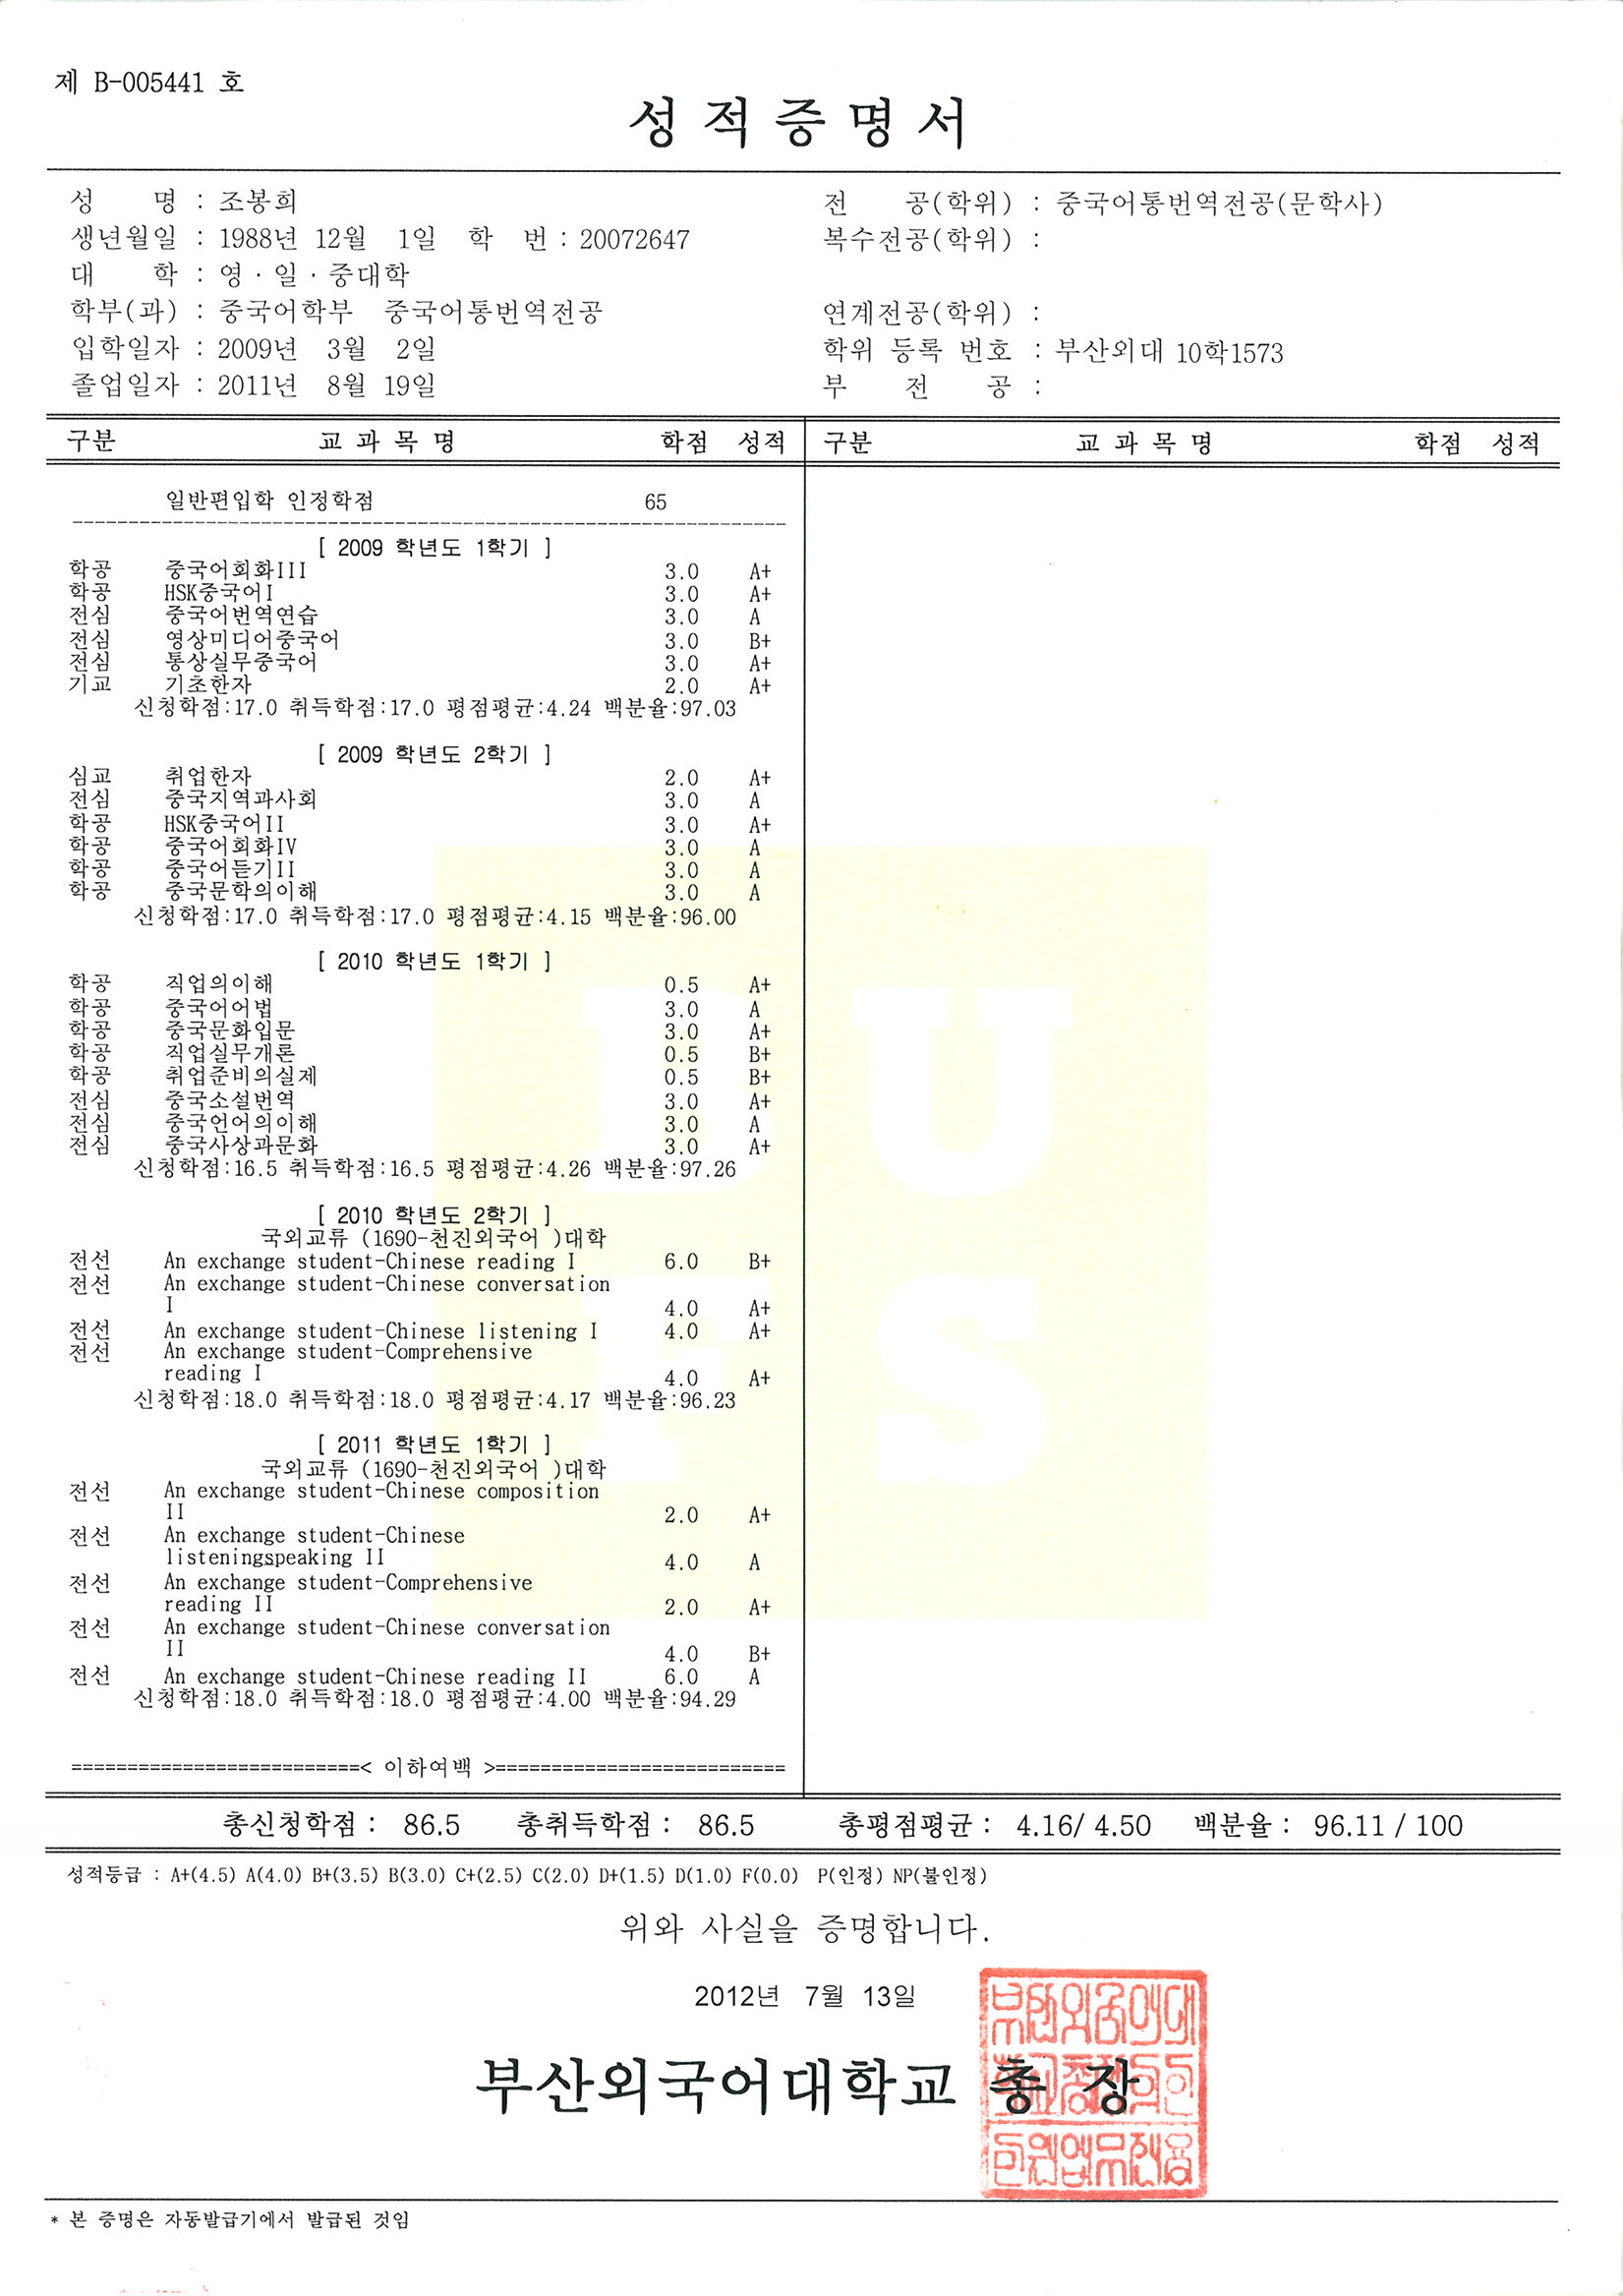 제 B-005441 호
성적증명서
성 명 : 조봉희
생년월일 : 1988년 12월 1일 학 번 : 20072647
대 학 : 영·일·중대학
학부(과) : 중국어학부 중국어통번역전공
입학일자 : 2009년 3월 2일
졸업일자 : 2011년 8월 19일
전 공(학위) : 중국어통번역전공(문학사)
복수전공(학위) :
연계전공(학위) :
학위 등록 번호 : 부산외대 10학1573
부 전 공 :
구분 교과목명 학점 성적 구분 교과목명 학점 성적
일반편입학 인정학점 65
[ 2009 학년도 1학기 ]
학공 중국어회화III 3.0 A+
학공 HSK중국어I 3.0 A+
전심 중국어번역연습 3.0 A
전심 영상미디어중국어 3.0 B+
전심 통상실무중국어 3.0 A+
기교 기초한자 2.0 A+
신청학점:17.0 취득학점:17.0 평점평균:4.24 백분율:97.03
[ 2009 학년도 2학기 ]
심교 취업한자 2.0 A+
전심 중국지역과사회 3.0 A
학공 HSK중국어II 3.0 A+
학공 중국어회화IV 3.0 A
학공 중국어듣기II 3.0 A
학공 중국문학의이해 3.0 A
신청학점:17.0 취득학점:17.0 평점평균:4.15 백분율:96.00
[ 2010 학년도 1학기 ]
학공 직업의이해 0.5 A+
학공 중국어어법 3.0 A
학공 중국문화입문 3.0 A+
학공 직업실무개론 0.5 B+
학공 취업준비의실제 0.5 B+
전심 중국소설번역 3.0 A+
전심 중국언어의이해 3.0 A
전심 중국사상과문화 3.0 A+
신청학점:16.5 취득학점:16.5 평점평균:4.26 백분율:97.26
[ 2010 학년도 2학기 ]
국외교류 (1690-천진외국어 )대학
전선 An exchange student-Chinese reading I 6.0 B+
전선 An exchange student-Chinese conversation
I 4.0 A+
전선 An exchange student-Chinese listening I 4.0 A+
전선 An exchange student-Comprehensive
reading I 4.0 A+
신청학점:18.0 취득학점:18.0 평점평균:4.17 백분율:96.23
[ 2011 학년도 1학기 ]
국외교류 (1690-천진외국어 )대학
전선 An exchange student-Chinese composition
II 2.0 A+
전선 An exchange student-Chinese
listeningspeaking II 4.0 A
전선 An exchange student-Comprehensive
reading II 2.0 A+
전선 An exchange student-Chinese conversation
II 4.0 B+
전선 An exchange student-Chinese reading II 6.0 A
신청학점:18.0 취득학점:18.0 평점평균:4.00 백분율:94.29
==========================< 이하여백 >==========================
BU
FS
총신청학점 : 86.5 총취득학점 : 86.5 총평점평균 : 4.16/ 4.50 백분율 : 96.11 / 100
성적등급 : A+(4.5) A(4.0) B+(3.5) B(3.0) C+(2.5) C(2.0) D+(1.5) D(1.0) F(0.0) P(인정) NP(불인정)
위와 사실을 증명합니다.
2012년 7월 13일
부산외국어대학교 총 장
* 본 증명은 자동발급기에서 발급된 것임